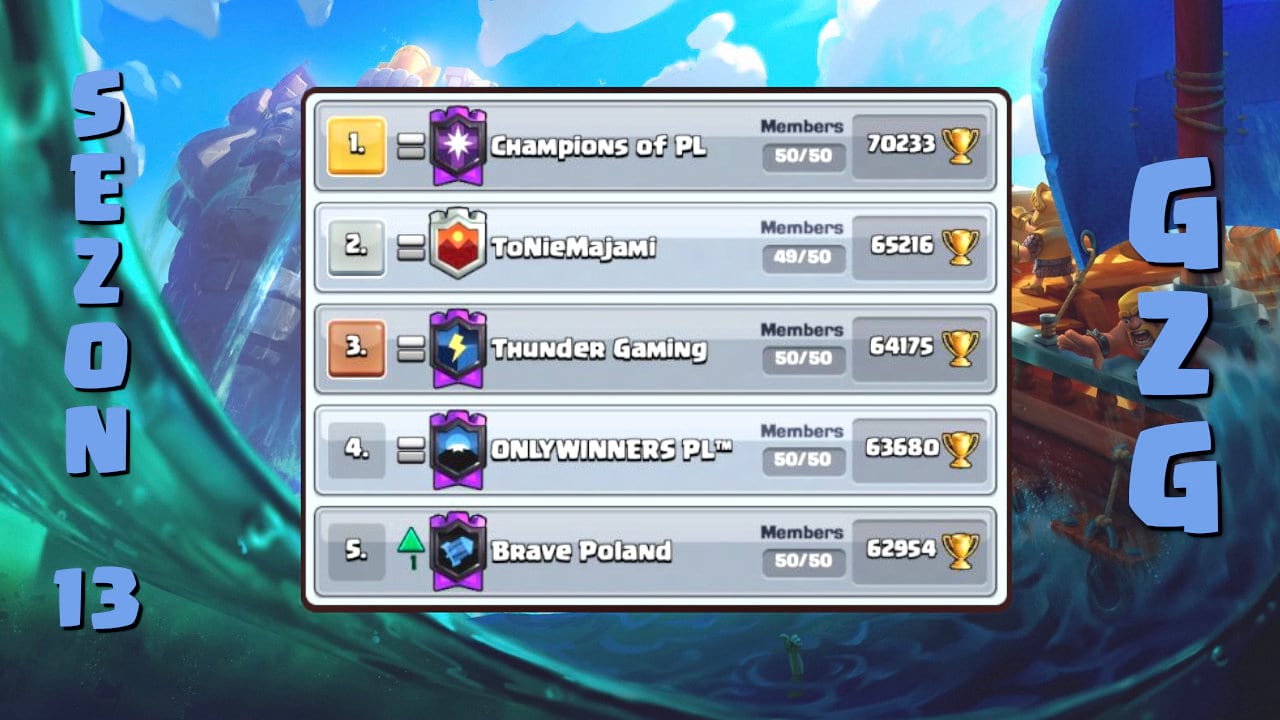 SEZON
13
1.
Champions of PL
Members
50/50
70233
2.
ToNieMajami
Members
49/50
65216
3.
Thunder Gaming
Members
50/50
64175
4.
ONLYWINNERS PL™
Members
50/50
63680
5.
1
Brave Poland
Members
50/50
62954
GZG